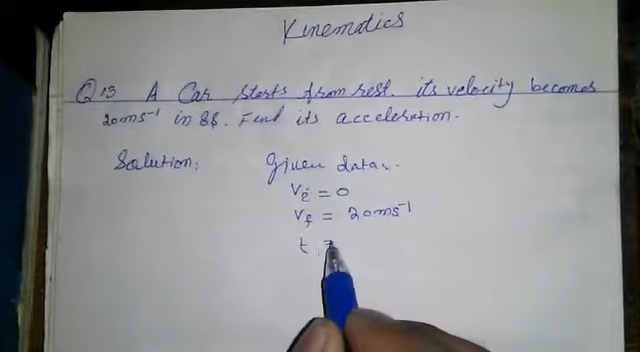 Kinematics
Q13 A Car starts from rest. its velocity becomes
20ms⁻¹ in 8s. Find its acceleration.
Solution: Given data:-
Vi = 0
Vf = 20ms⁻¹
t =